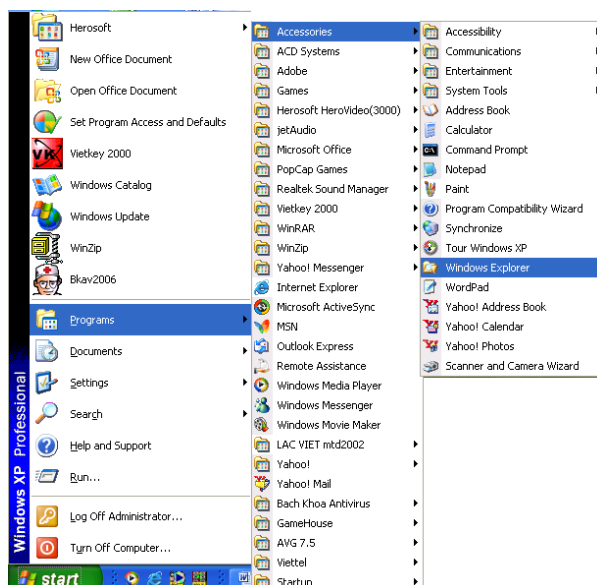 Herosoft
New Office Document
Open Office Document
Set Program Access and Defaults
Vietkey 2000
Windows Catalog
Windows Update
WinZip
Bkav2006
Programs
Documents
Settings
Search
Help and Support
Run...
Log Off Administrator...
Turn Off Computer...
Windows XP Professional
start
Accessories
ACD Systems
Adobe
Games
Herosoft HeroVideo(3000)
jetAudio
Microsoft Office
PopCap Games
Realtek Sound Manager
Vietkey 2000
WinRAR
WinZip
Yahoo! Messenger
Internet Explorer
Microsoft ActiveSync
MSN
Outlook Express
Remote Assistance
Windows Media Player
Windows Messenger
Windows Movie Maker
LAC VIET mtd2002
Yahoo!
Yahoo! Mail
Bach Khoa Antivirus
GameHouse
AVG 7.5
Viettel
Startup
Accessibility
Communications
Entertainment
System Tools
Address Book
Calculator
Command Prompt
Notepad
Paint
Program Compatibility Wizard
Synchronize
Tour Windows XP
Windows Explorer
WordPad
Yahoo! Address Book
Yahoo! Calendar
Yahoo! Photos
Scanner and Camera Wizard